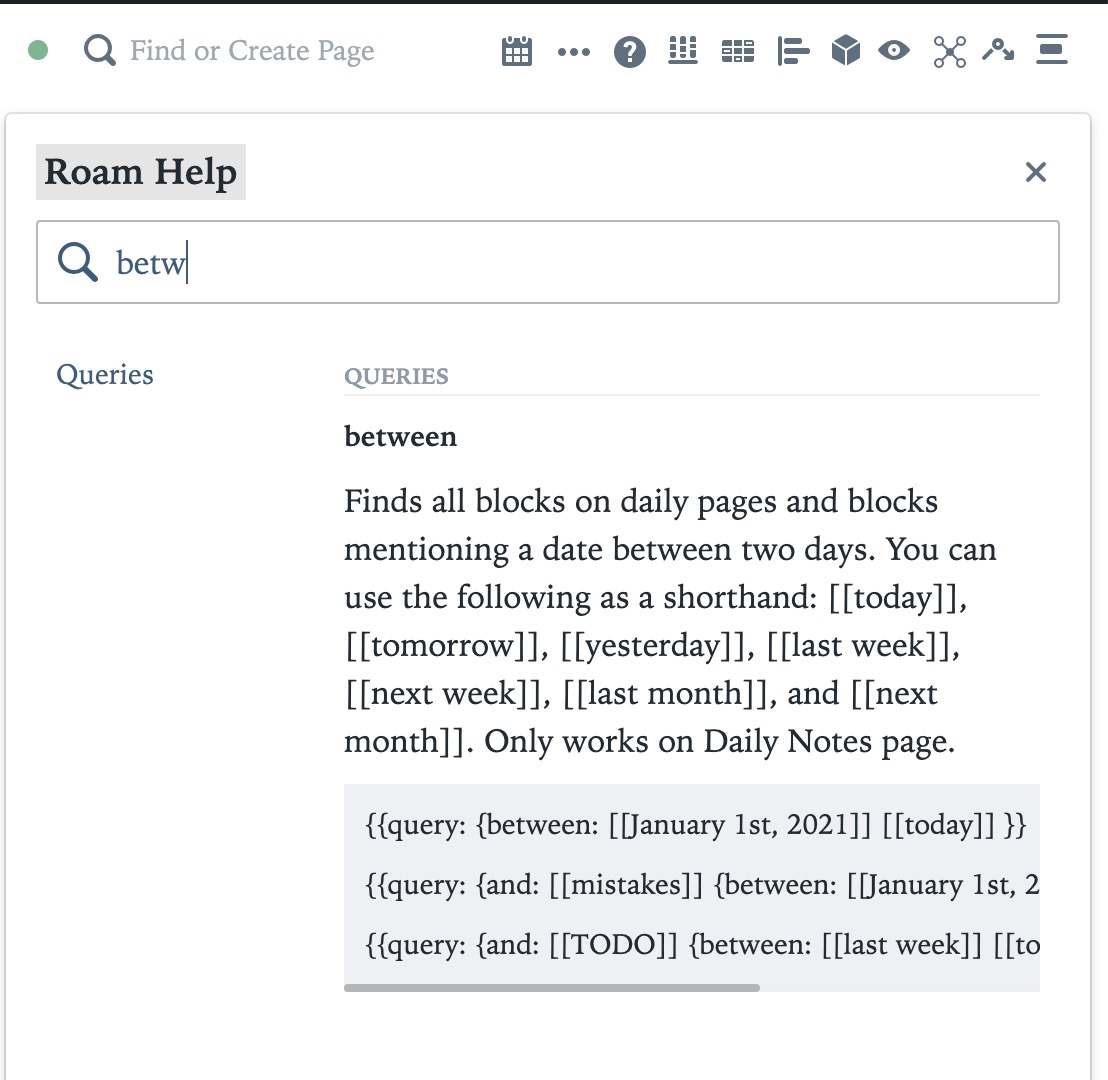 Find or Create Page
Roam Help
betw
Queries
QUERIES
between
Finds all blocks on daily pages and blocks
mentioning a date between two days. You can
use the following as a shorthand: [[today]],
[[tomorrow]], [[yesterday]], [[last week]],
[[next week]], [[last month]], and [[next
month]]. Only works on Daily Notes page.
{{query: {between: [[January 1st, 2021]] [[today]] }}
{{query: {and: [[mistakes]] {between: [[January 1st, 2
{{query: {and: [[TODO]] {between: [[last week]] [[to